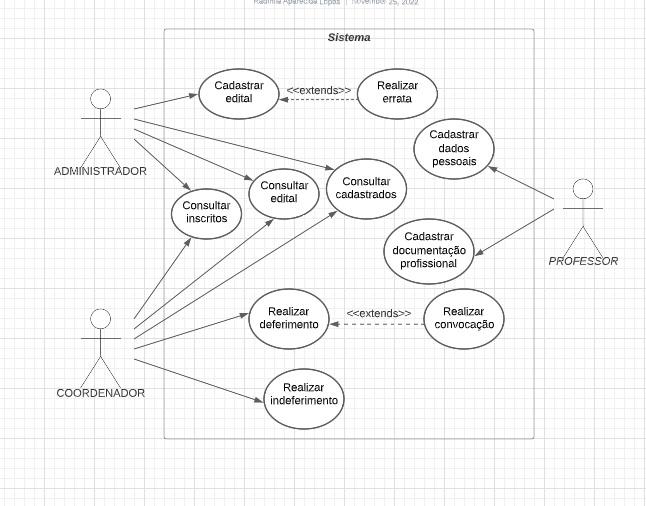 Radmila Aparecida Lopos | November 25, 2022
Sistema
Cadastrar
edital
<<extends>>
Realizar
errata
ADMINISTRADOR
Cadastrar
dados
pessoais
Consultar
inscritos
Consultar
edital
Consultar
cadastrados
PROFESSOR
Cadastrar
documentação
profissional
Realizar
deferimento
<<extends>>
Realizar
convocação
COORDENADOR
Realizar
indeferimento